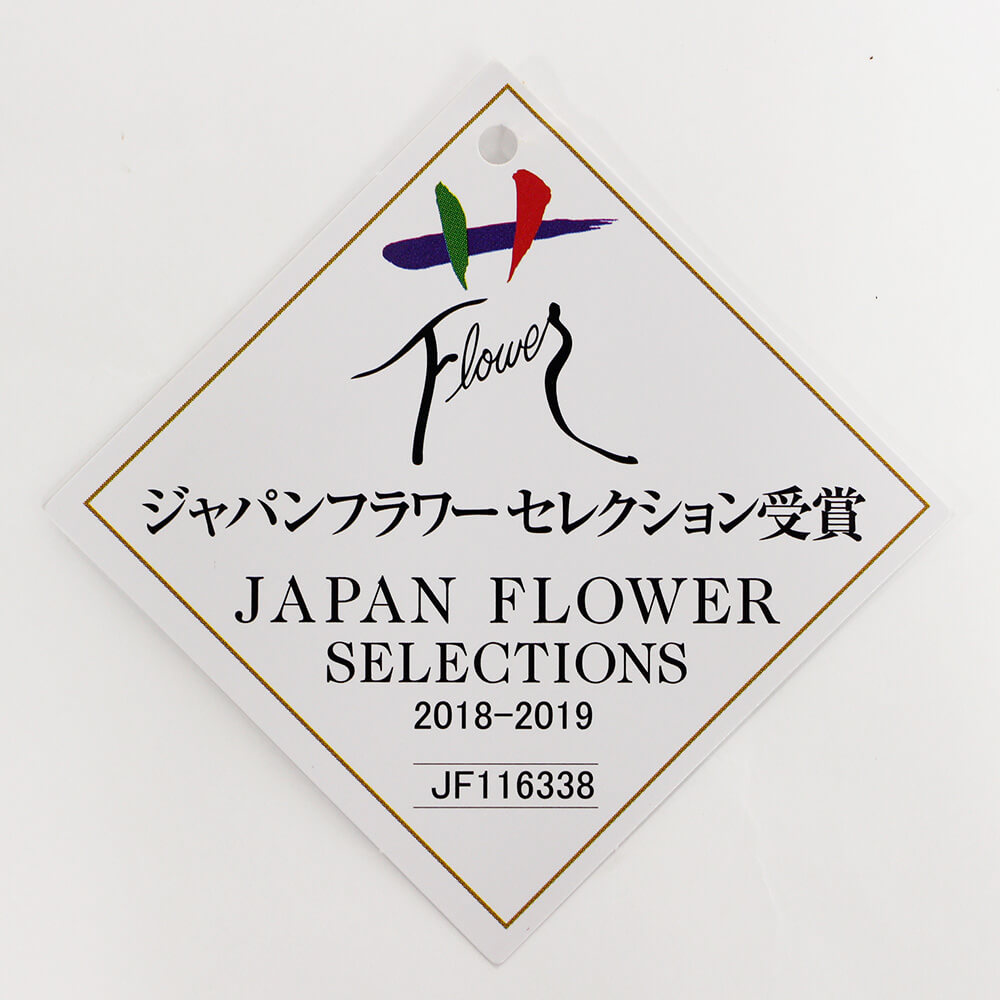 Flower
ジャパンフラワーセレクション受賞
JAPAN FLOWER
SELECTIONS
2018-2019
JF116338